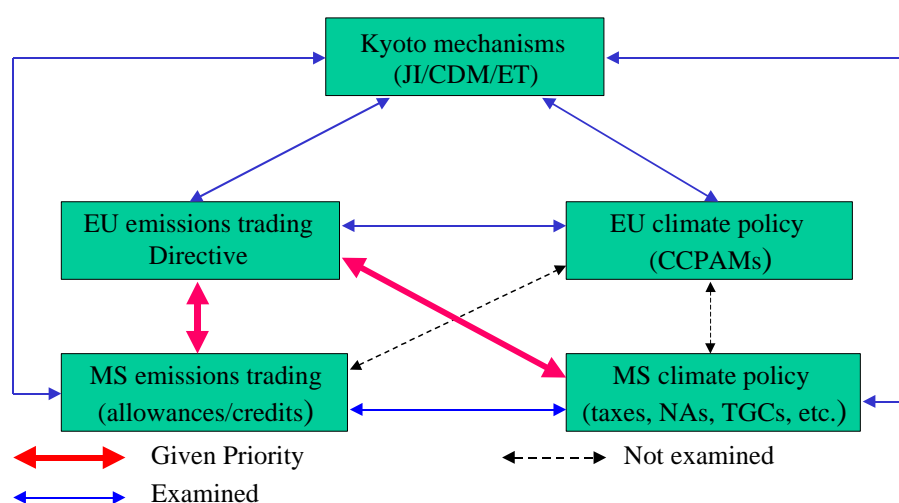 Kyoto mechanisms
(JI/CDM/ET)
EU emissions trading
Directive
EU climate policy
(CCPAMs)
MS emissions trading
(allowances/credits)
MS climate policy
(taxes, NAs, TGCs, etc.)
Given Priority
Not examined
Examined